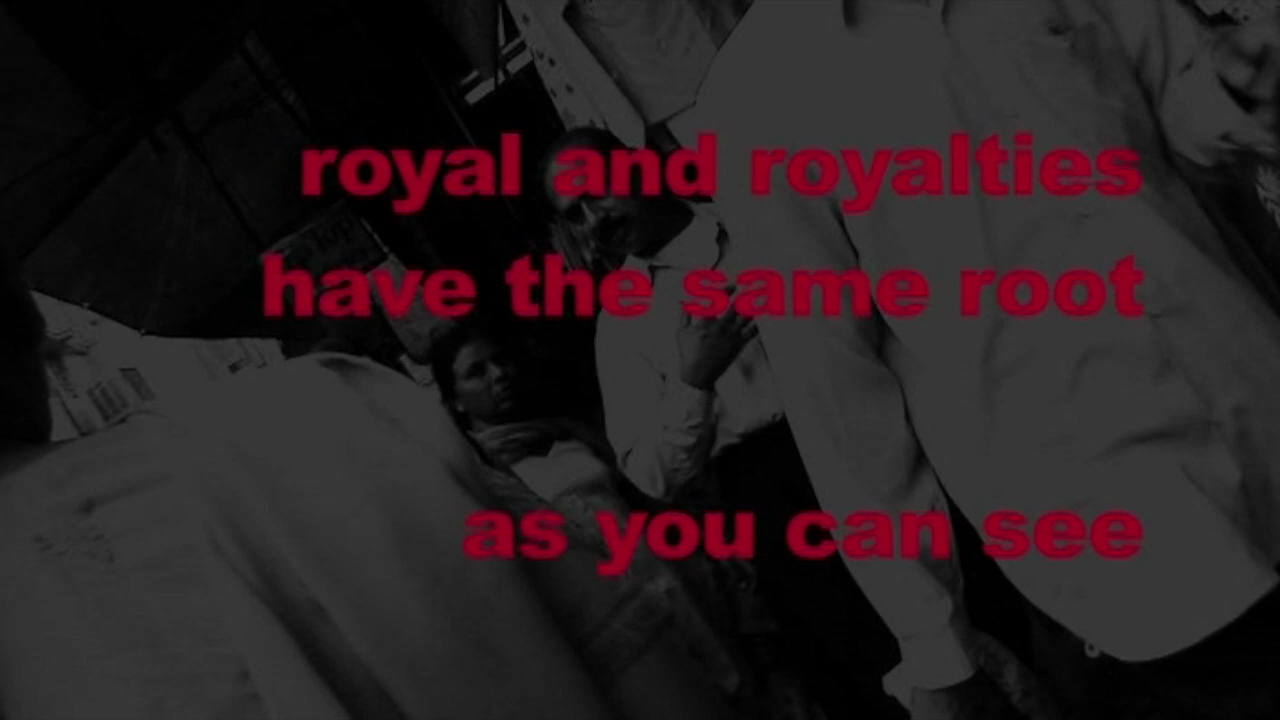 royal and royalties
have the same root
as you can see